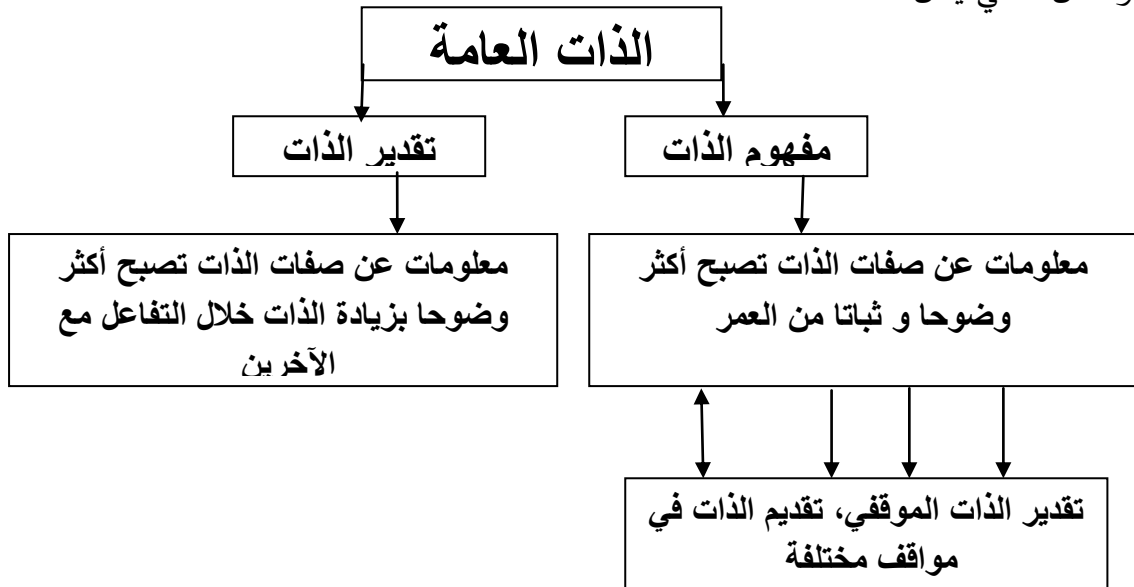 الذات العامة
مفهوم الذات
تقدير الذات
معلومات عن صفات الذات تصبح أكثر
وضوحا و ثباتا من العمر
معلومات عن صفات الذات تصبح أكثر
وضوحا بزيادة الذات خلال التفاعل مع
الآخرين
تقدير الذات الموقفي، تقديم الذات في
مواقف مختلفة